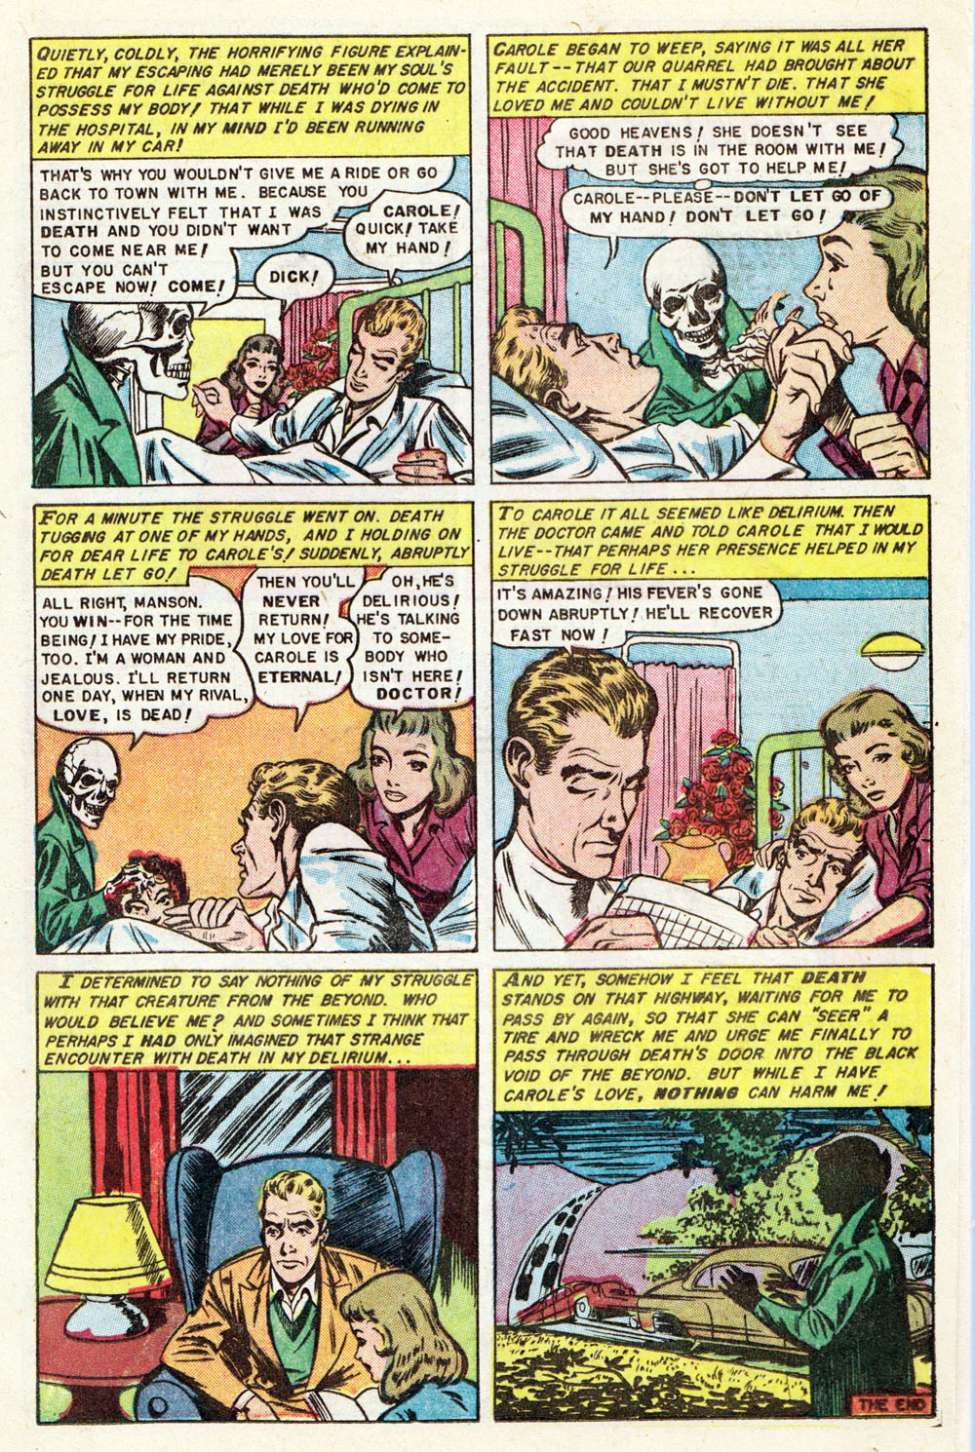 QUIETLY, COLDLY, THE HORRIFYING FIGURE EXPLAIN-
ED THAT MY ESCAPING HAD MERELY BEEN MY SOUL'S
STRUGGLE FOR LIFE AGAINST DEATH WHO'D COME TO
POSSESS MY BODY! THAT WHILE I WAS DYING IN
THE HOSPITAL, IN MY MIND I'D BEEN RUNNING
AWAY IN MY CAR!
THAT'S WHY YOU WOULDN'T GIVE ME A RIDE OR GO
BACK TO TOWN WITH ME. BECAUSE YOU
INSTINCTIVELY FELT THAT I WAS
DEATH AND YOU DIDN'T WANT
TO COME NEAR ME!
BUT YOU CAN'T
ESCAPE NOW! COME!
DICK!
CAROLE!
QUICK! TAKE
MY HAND!
CAROLE BEGAN TO WEEP, SAYING IT WAS ALL HER
FAULT--THAT OUR QUARREL HAD BROUGHT ABOUT
THE ACCIDENT. THAT I MUSTN'T DIE. THAT SHE
LOVED ME AND COULDN'T LIVE WITHOUT ME!
GOOD HEAVENS! SHE DOESN'T SEE
THAT DEATH IS IN THE ROOM WITH ME!
BUT SHE'S GOT TO HELP ME!
CAROLE--PLEASE--DON'T LET GO OF
MY HAND! DON'T LET GO!
FOR A MINUTE THE STRUGGLE WENT ON. DEATH
TUGGING AT ONE OF MY HANDS, AND I HOLDING ON
FOR DEAR LIFE TO CAROLE'S! SUDDENLY, ABRUPTLY
DEATH LET GO!
ALL RIGHT, MANSON.
YOU WIN--FOR THE TIME
BEING! I HAVE MY PRIDE,
TOO. I'M A WOMAN AND
JEALOUS. I'LL RETURN
ONE DAY, WHEN MY RIVAL,
LOVE, IS DEAD!
THEN YOU'LL
NEVER
RETURN!
MY LOVE FOR
CAROLE IS
ETERNAL!
OH, HE'S
DELIRIOUS!
HE'S TALKING
TO SOME-
BODY WHO
ISN'T HERE!
DOCTOR!
TO CAROLE IT ALL SEEMED LIKE DELIRIUM. THEN
THE DOCTOR CAME AND TOLD CAROLE THAT I WOULD
LIVE--THAT PERHAPS HER PRESENCE HELPED IN MY
STRUGGLE FOR LIFE...
IT'S AMAZING! HIS FEVER'S GONE
DOWN ABRUPTLY! HE'LL RECOVER
FAST NOW!
I DETERMINED TO SAY NOTHING OF MY STRUGGLE
WITH THAT CREATURE FROM THE BEYOND. WHO
WOULD BELIEVE ME? AND SOMETIMES I THINK THAT
PERHAPS I HAD ONLY IMAGINED THAT STRANGE
ENCOUNTER WITH DEATH IN MY DELIRIUM...
AND YET, SOMEHOW I FEEL THAT DEATH
STANDS ON THAT HIGHWAY, WAITING FOR ME TO
PASS BY AGAIN, SO THAT SHE CAN "SEER" A
TIRE AND WRECK ME AND URGE ME FINALLY TO
PASS THROUGH DEATH'S DOOR INTO THE BLACK
VOID OF THE BEYOND. BUT WHILE I HAVE
CAROLE'S LOVE, NOTHING CAN HARM ME!
THE END